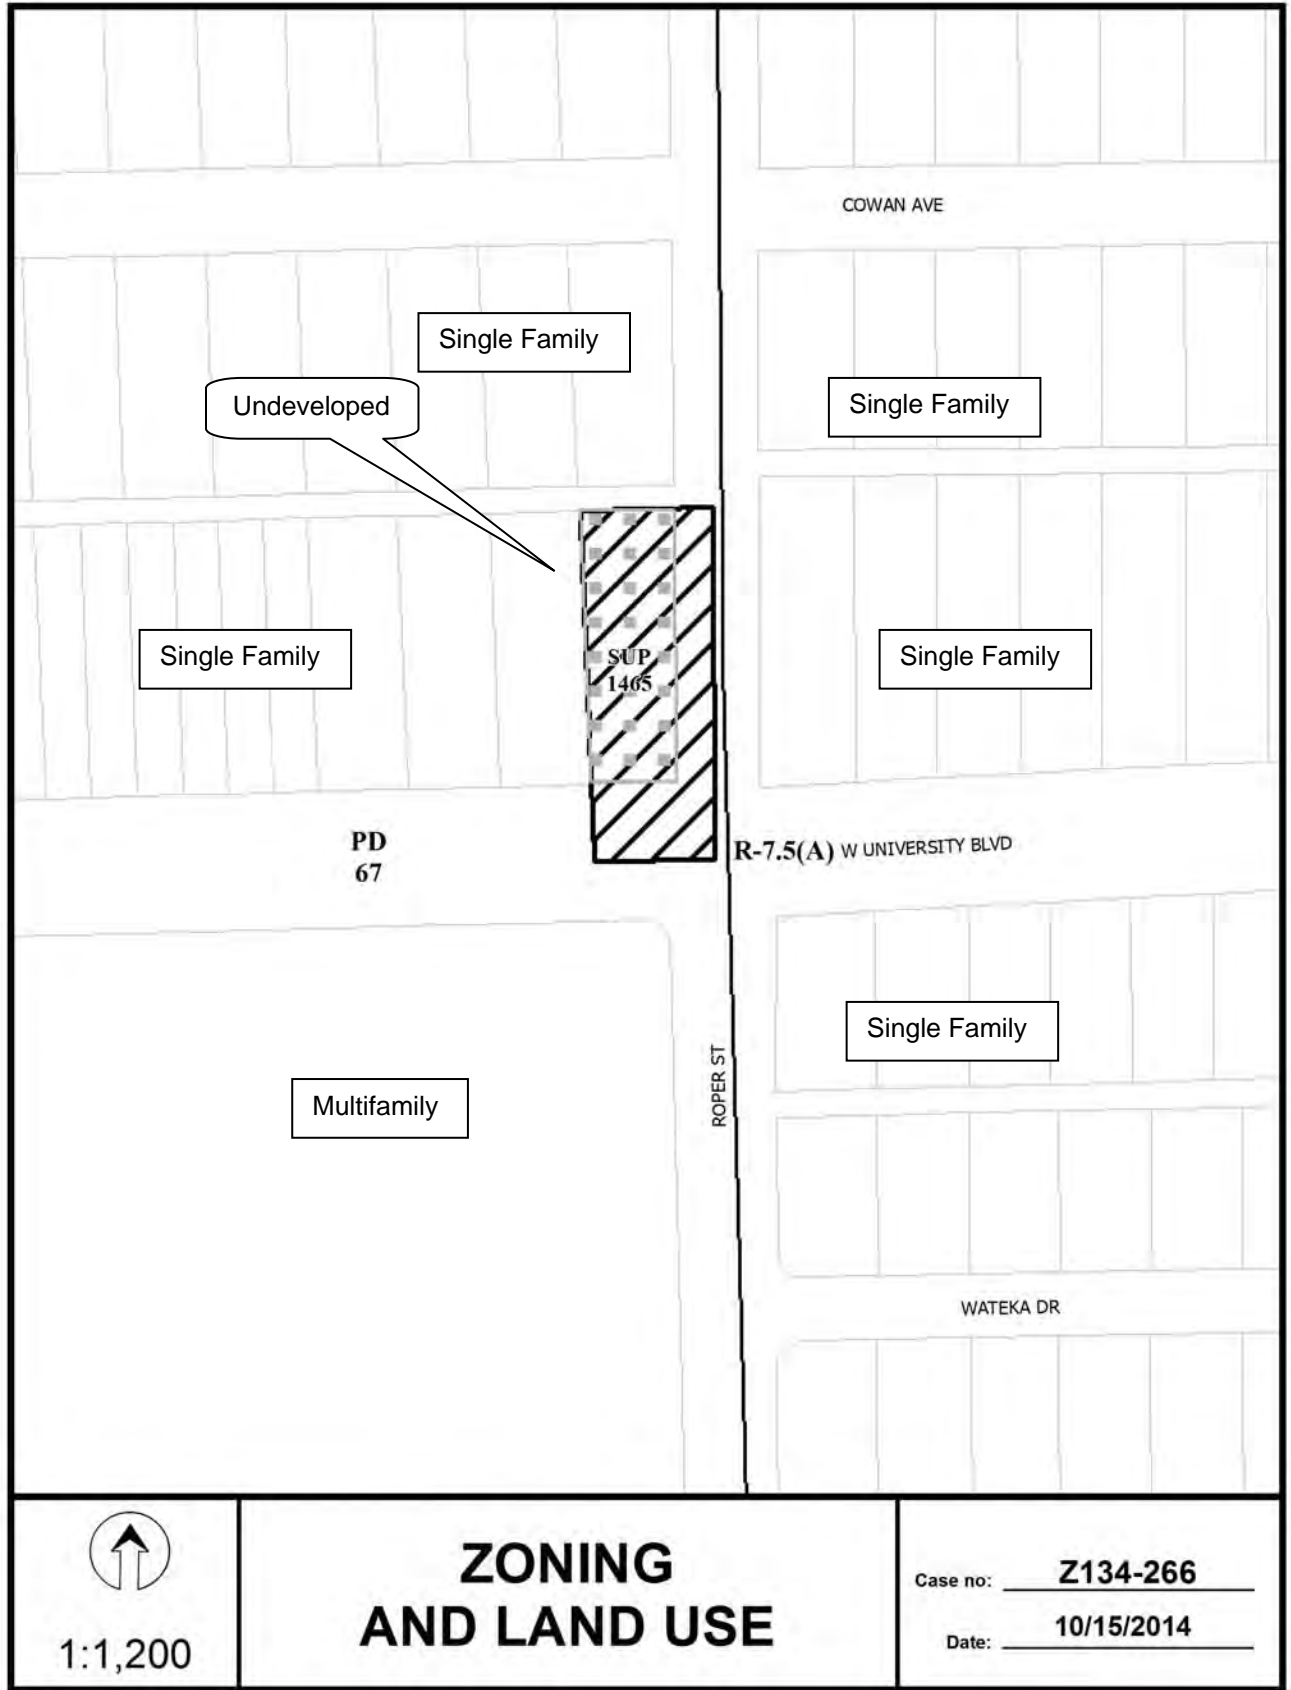 COWAN AVE
Single Family
Undeveloped
Single Family
Single Family
SUP
1465
Single Family
PD
67
R-7.5(A) W UNIVERSITY BLVD
Single Family
ROPER ST
Multifamily
WATEKA DR
1:1,200
ZONING
AND LAND USE
Case no: Z134-266
Date: 10/15/2014